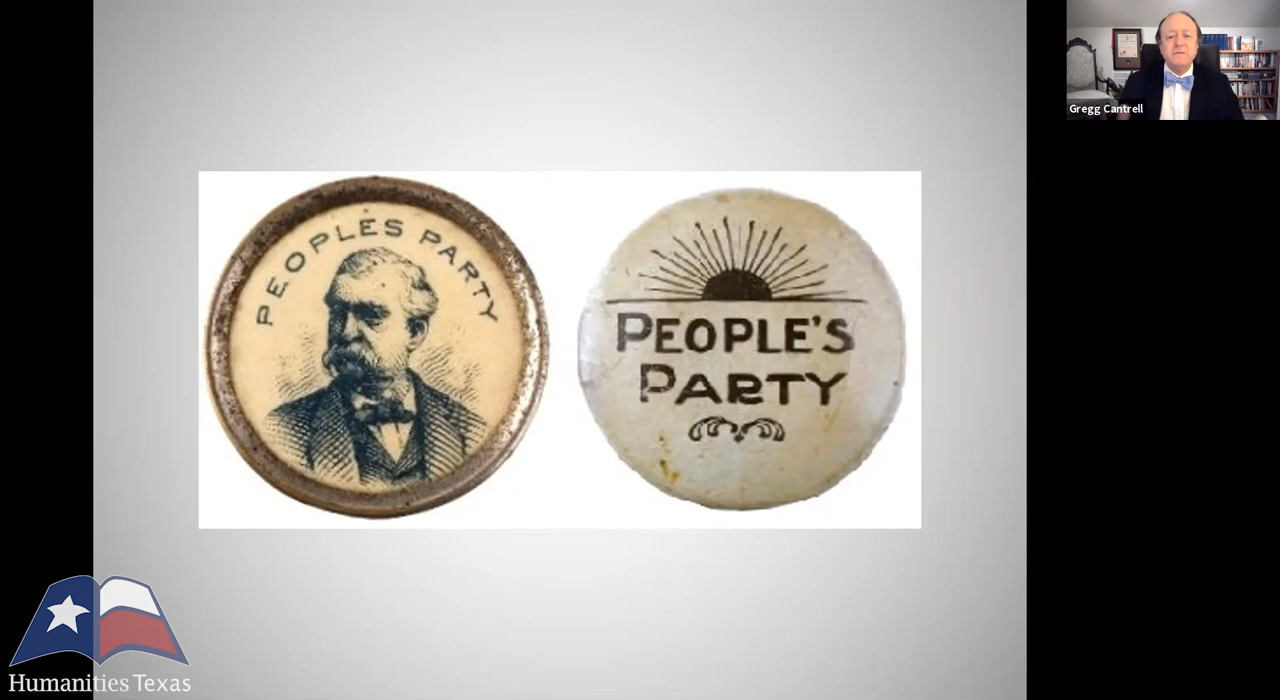 PEOPLES PARTY
PEOPLE'S
PARTY
Gregg Cantrell
Humanities Texas